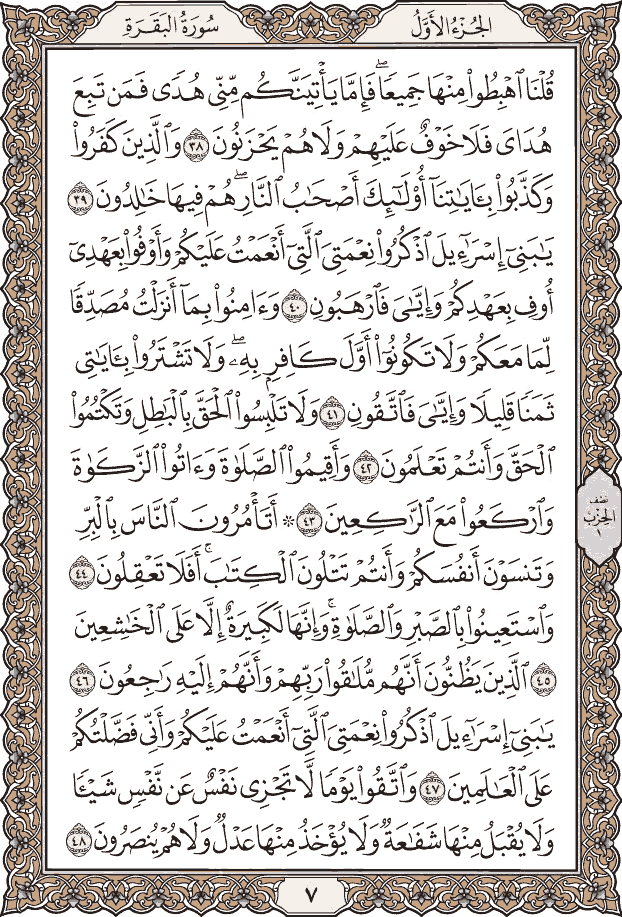 الجُزْءُ الأَوَّلُ
سُورَةُ البَقَرَةِ
قُلۡنَا ٱهۡبِطُواْ مِنۡهَا جَمِيعٗاۖ فَإِمَّا يَأۡتِيَنَّكُم مِّنِّي هُدٗى فَمَن تَبِعَ
هُدَايَ فَلَا خَوۡفٌ عَلَيۡهِمۡ وَلَا هُمۡ يَحۡزَنُونَ ٣٨ وَٱلَّذِينَ كَفَرُواْ
وَكَذَّبُواْ بِـَٔايَٰتِنَآ أُوْلَٰٓئِكَ أَصۡحَٰبُ ٱلنَّارِۖ هُمۡ فِيهَا خَٰلِدُونَ ٣٩
يَٰبَنِيٓ إِسۡرَٰٓءِيلَ ٱذۡكُرُواْ نِعۡمَتِيَ ٱلَّتِيٓ أَنۡعَمۡتُ عَلَيۡكُمۡ وَأَوۡفُواْ بِعَهۡدِيٓ
أُوفِ بِعَهۡدِكُمۡ وَإِيَّٰيَ فَٱرۡهَبُونِ ٤٠ وَءَامِنُواْ بِمَآ أَنزَلۡتُ مُصَدِّقٗا
لِّمَا مَعَكُمۡ وَلَا تَكُونُوٓاْ أَوَّلَ كَافِرِۭ بِهِۦۖ وَلَا تَشۡتَرُواْ بِـَٔايَٰتِي
ثَمَنٗا قَلِيلٗا وَإِيَّٰيَ فَٱتَّقُونِ ٤١ وَلَا تَلۡبِسُواْ ٱلۡحَقَّ بِٱلۡبَٰطِلِ وَتَكۡتُمُواْ
ٱلۡحَقَّ وَأَنتُمۡ تَعۡلَمُونَ ٤٢ وَأَقِيمُواْ ٱلصَّلَوٰةَ وَءَاتُواْ ٱلزَّكَوٰةَ
وَٱرۡكَعُواْ مَعَ ٱلرَّٰكِعِينَ ٤٣ ۞ أَتَأۡمُرُونَ ٱلنَّاسَ بِٱلۡبِرِّ
وَتَنسَوۡنَ أَنفُسَكُمۡ وَأَنتُمۡ تَتۡلُونَ ٱلۡكِتَٰبَۚ أَفَلَا تَعۡقِلُونَ ٤٤
وَٱسۡتَعِينُواْ بِٱلصَّبۡرِ وَٱلصَّلَوٰةِۚ وَإِنَّهَا لَكَبِيرَةٌ إِلَّا عَلَى ٱلۡخَٰشِعِينَ
٤٥ ٱلَّذِينَ يَظُنُّونَ أَنَّهُم مُّلَٰقُواْ رَبِّهِمۡ وَأَنَّهُمۡ إِلَيۡهِ رَٰجِعُونَ ٤٦
يَٰبَنِيٓ إِسۡرَٰٓءِيلَ ٱذۡكُرُواْ نِعۡمَتِيَ ٱلَّتِيٓ أَنۡعَمۡتُ عَلَيۡكُمۡ وَأَنِّي فَضَّلۡتُكُمۡ
عَلَى ٱلۡعَٰلَمِينَ ٤٧ وَٱتَّقُواْ يَوۡمٗا لَّا تَجۡزِي نَفۡسٌ عَن نَّفۡسٖ شَيۡـٔٗا
وَلَا يُقۡبَلُ مِنۡهَا شَفَٰعَةٞ وَلَا يُؤۡخَذُ مِنۡهَا عَدۡلٞ وَلَا هُمۡ يُنصَرُونَ ٤٨
نصف
الحزب
١
٧